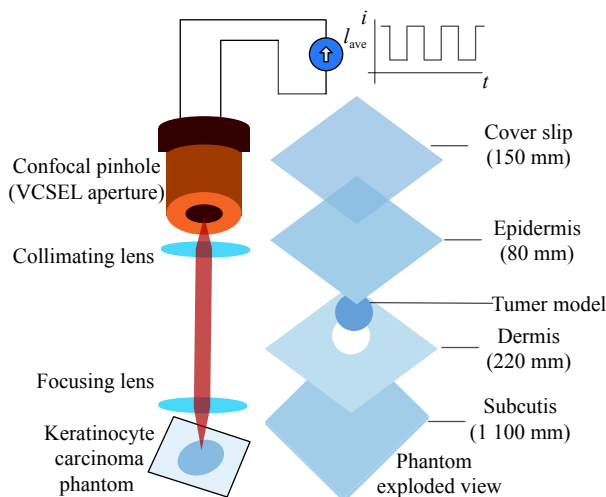 i
l ave
t
Confocal pinhole
(VCSEL aperture)
Collimating lens
Focusing lens
Keratinocyte
carcinoma
phantom
Cover slip
(150 mm)
Epidermis
(80 mm)
Tumer model
Dermis
(220 mm)
Subcutis
(1 100 mm)
Phantom
exploded view